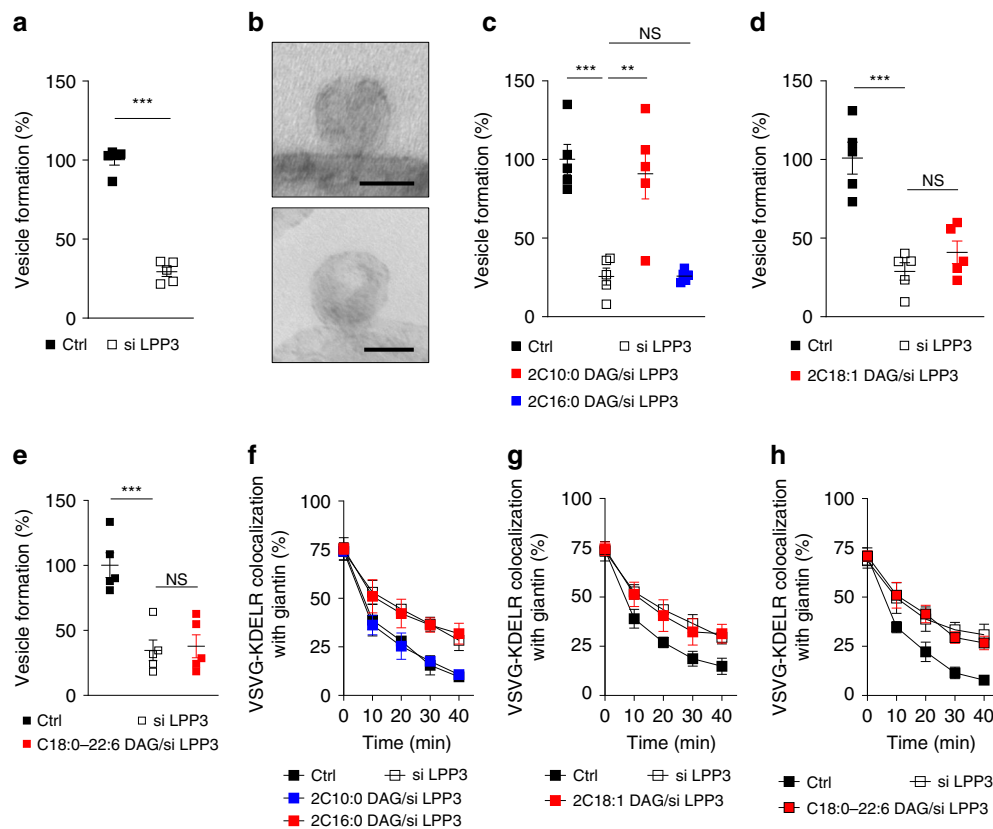 a
Vesicle formation (%)
150
100
50
0
***
Ctrl
si LPP3
b
c
Vesicle formation (%)
150
100
50
0
NS
***
**
Ctrl
si LPP3
2C10:0 DAG/si LPP3
2C16:0 DAG/si LPP3
d
Vesicle formation (%)
150
100
50
0
***
NS
Ctrl
si LPP3
2C18:1 DAG/si LPP3
e
Vesicle formation (%)
150
100
50
0
***
NS
Ctrl
si LPP3
C18:0–22:6 DAG/si LPP3
f
VSVG-KDELR colocalization
with giantin (%)
100
75
50
25
0
0 10 20 30 40
Time (min)
Ctrl
si LPP3
2C10:0 DAG/si LPP3
2C16:0 DAG/si LPP3
g
VSVG-KDELR colocalization
with giantin (%)
100
75
50
25
0
0 10 20 30 40
Time (min)
Ctrl
si LPP3
2C18:1 DAG/si LPP3
h
VSVG-KDELR colocalization
with giantin (%)
100
75
50
25
0
0 10 20 30 40
Time (min)
Ctrl
si LPP3
C18:0–22:6 DAG/si LPP3